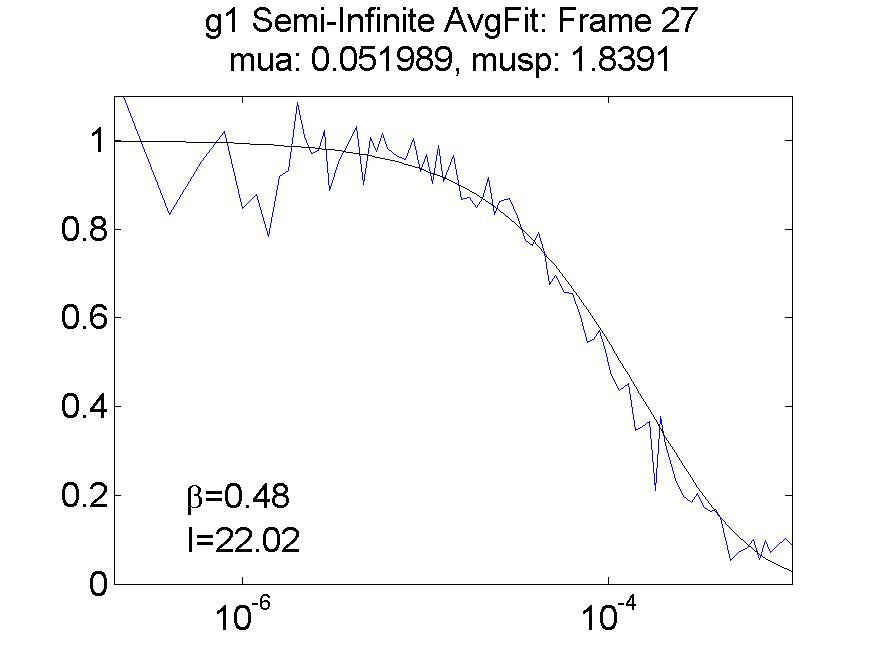 g1 Semi-Infinite AvgFit: Frame 27
mua: 0.051989, musp: 1.8391
1
0.8
0.6
0.4
0.2
0
β=0.48
I=22.02
10^-6
10^-4